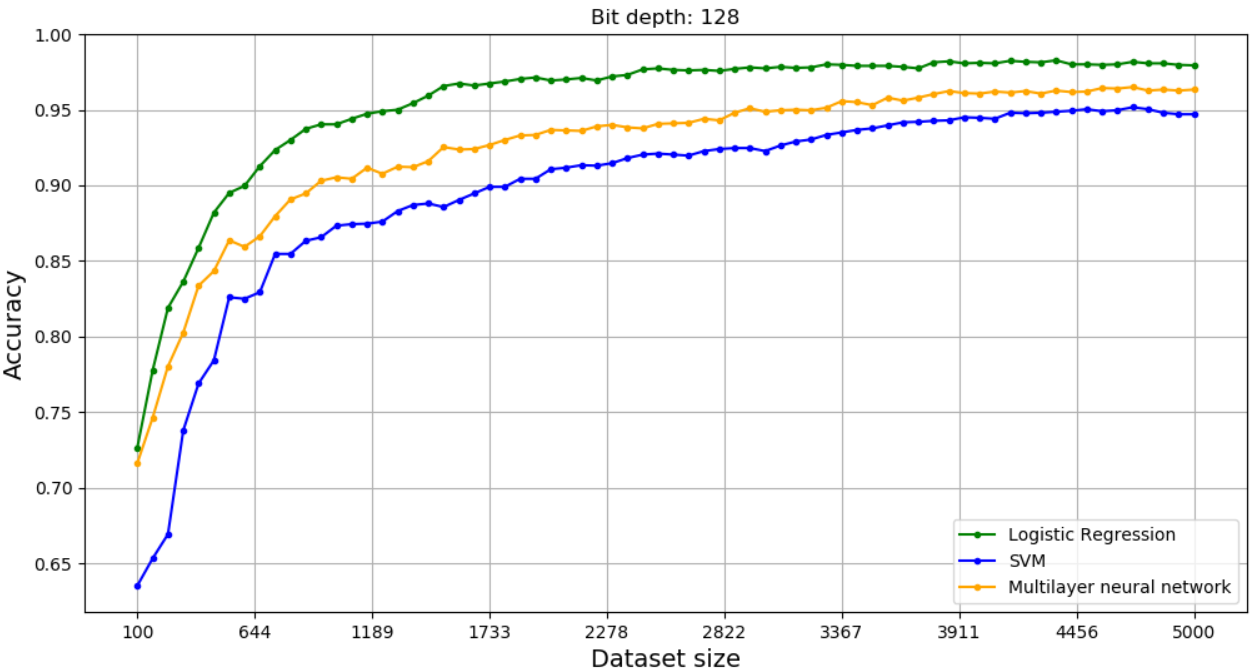 Bit depth: 128
1.00
0.95
0.90
0.85
0.80
0.75
0.70
0.65
Accuracy
Logistic Regression
SVM
Multilayer neural network
100 644 1189 1733 2278 2822 3367 3911 4456 5000
Dataset size